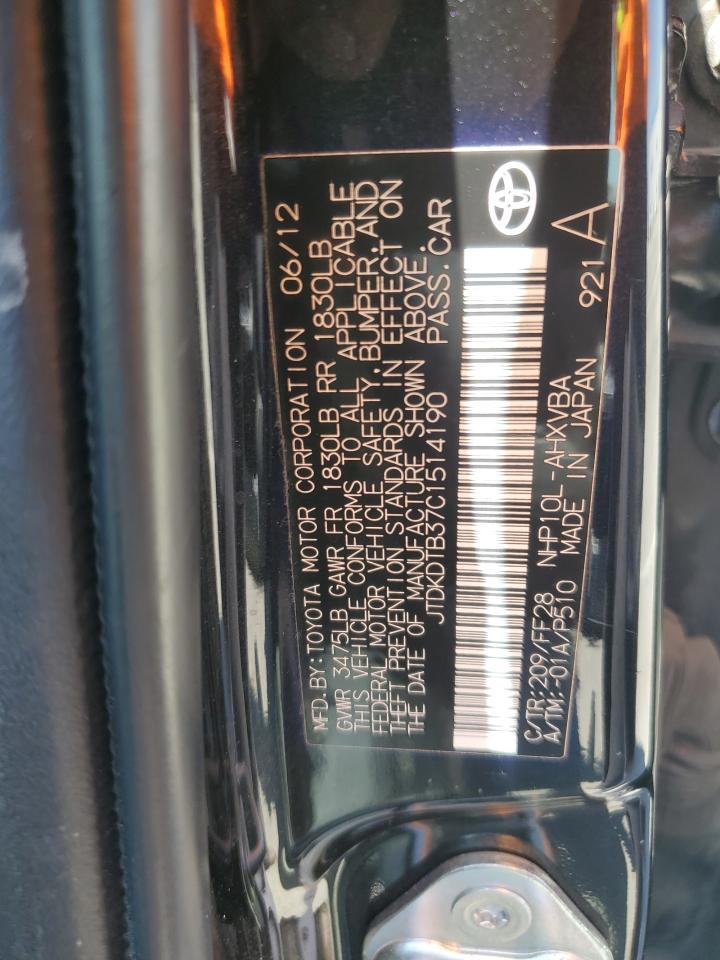 MFD.BY:TOYOTA MOTOR CORPORATION 06/12
GVWR 3475LB GAWR FR 1830LB RR 1830LB
THIS VEHICLE CONFORMS TO ALL APPLICABLE
FEDERAL MOTOR VEHICLE SAFETY,BUMPER,AND
THEFT PREVENTION STANDARDS IN EFFECT ON
THE DATE OF MANUFACTURE SHOWN ABOVE.
JTDKDTB37C1514190 PASS.CAR
C/TR:209/FF28 NHP10L-AHXVBA 921A
A/TM:-01A/P510 MADE IN JAPAN